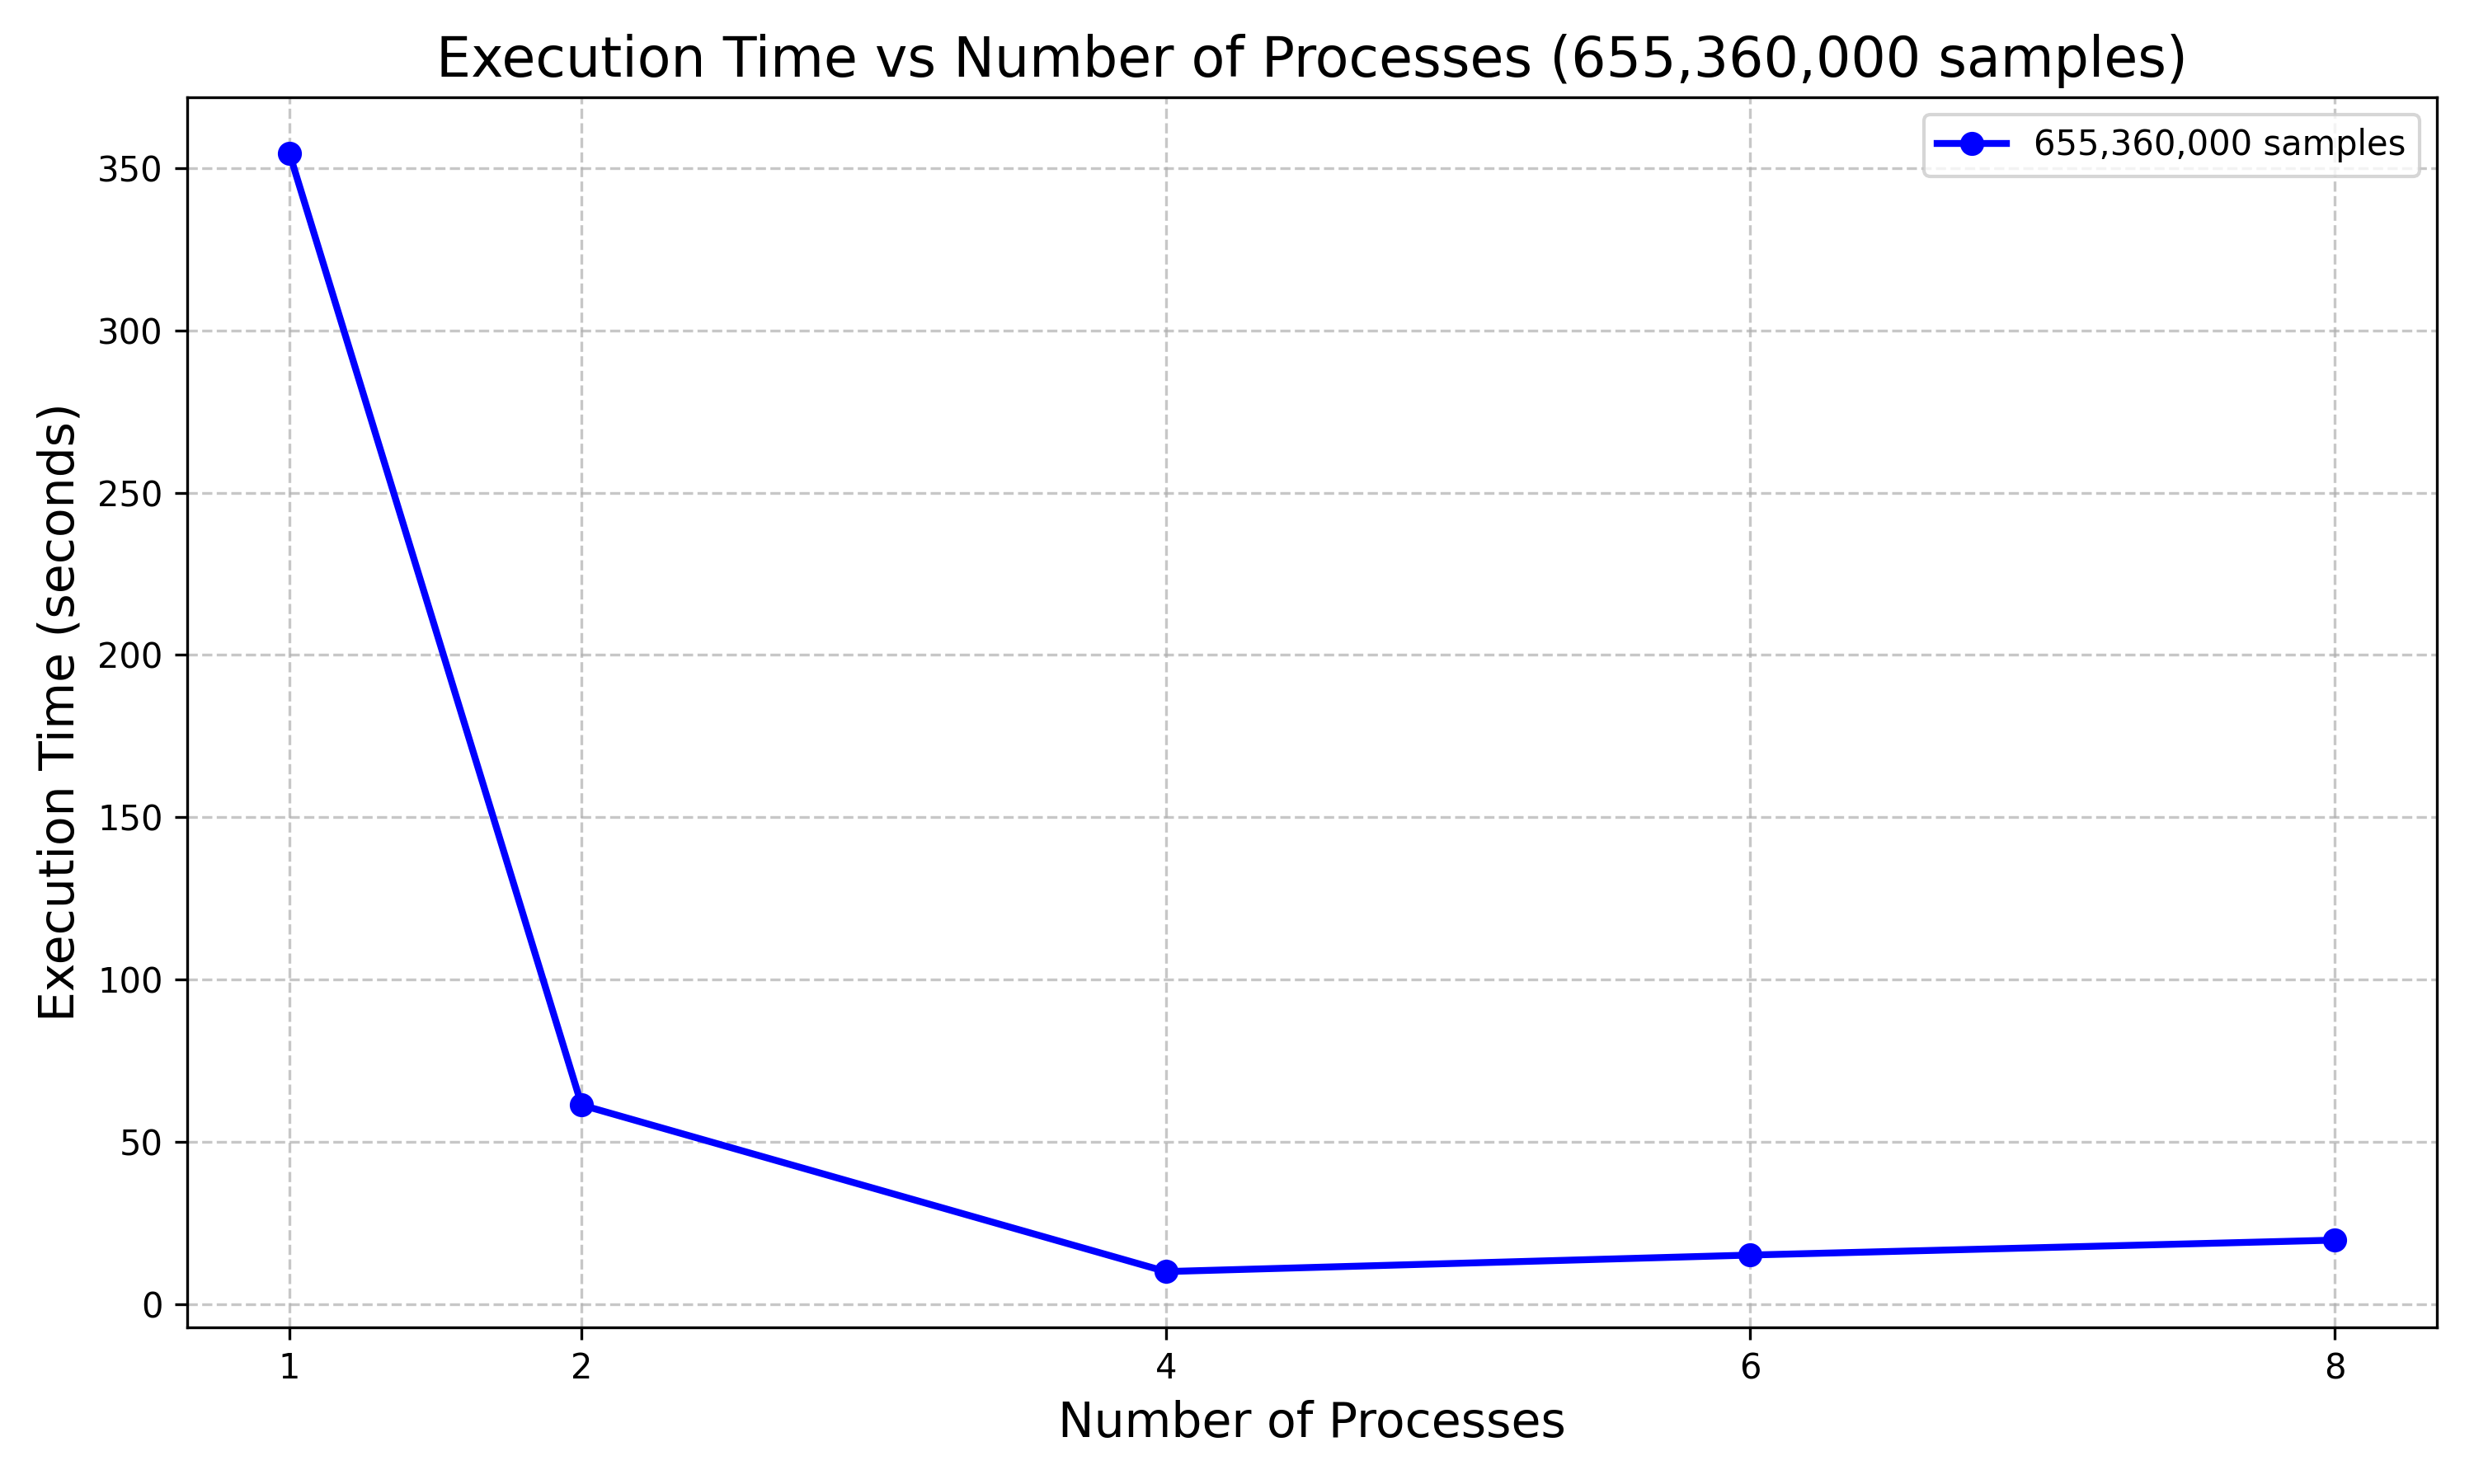 Execution Time vs Number of Processes (655,360,000 samples)
655,360,000 samples
Execution Time (seconds)
350
300
250
200
150
100
50
0
1 2 4 6 8
Number of Processes